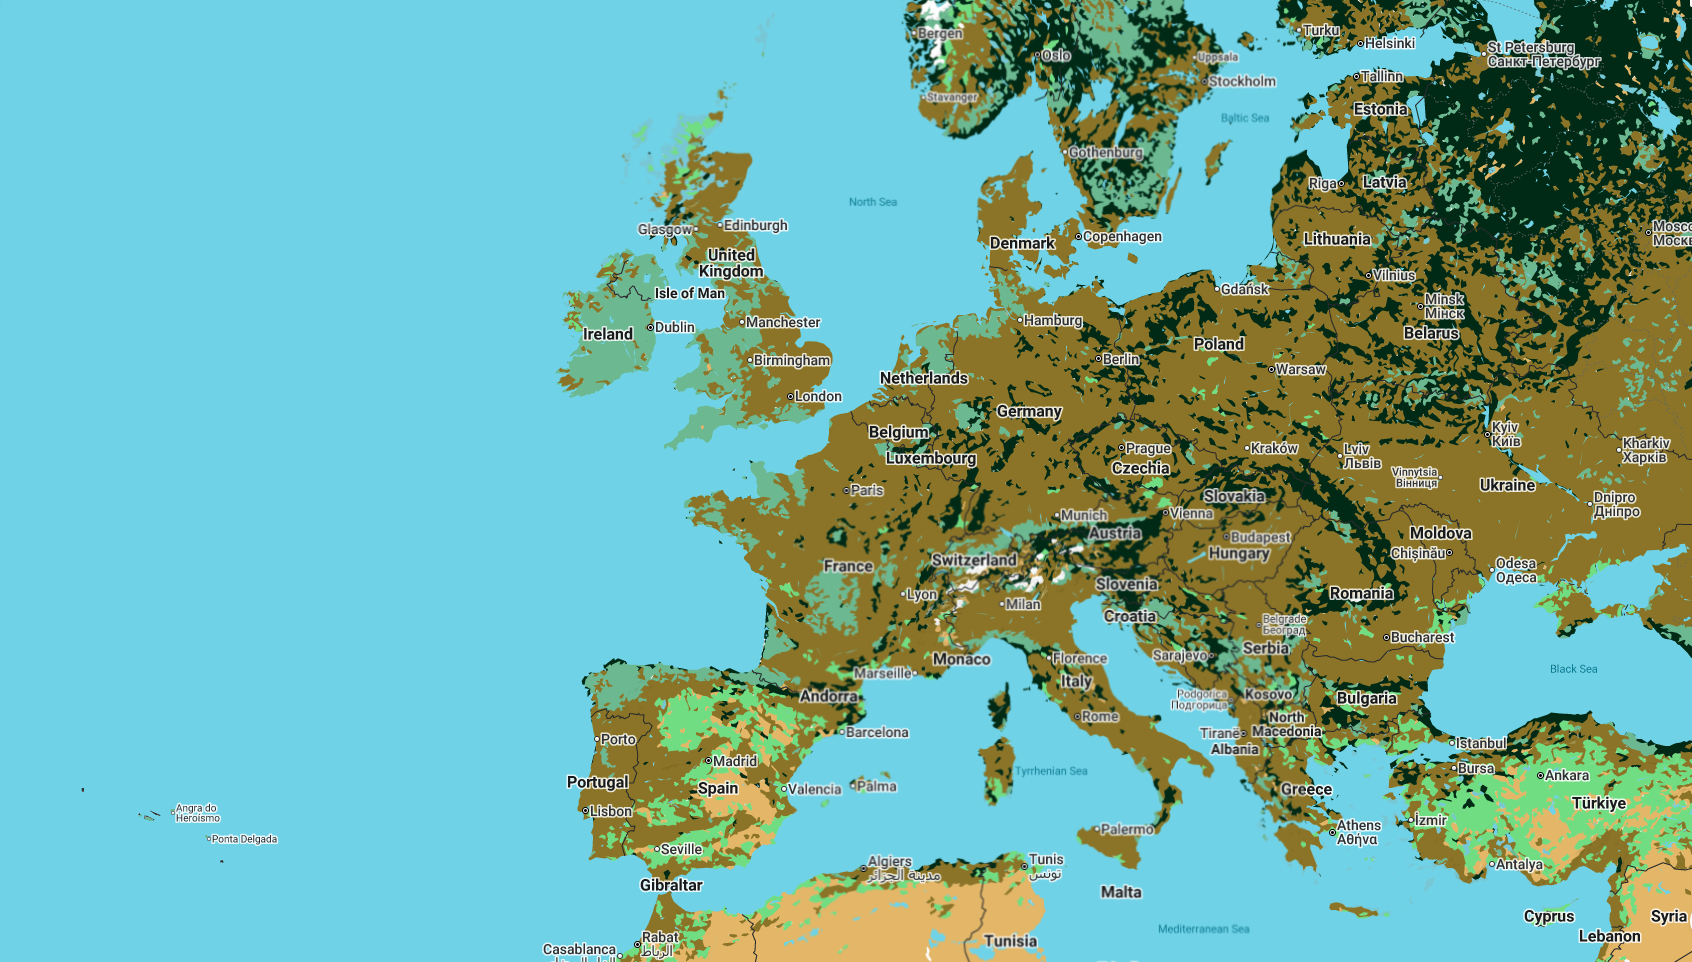 Bergen
Oslo
Uppsala
Stockholm
Stavanger
Turku
Helsinki
St Petersburg
Санкт-Петербург
Tallinn
Estonia
Baltic Sea
Gothenburg
Riga
Latvia
North Sea
Glasgow
Edinburgh
Denmark
Copenhagen
Lithuania
United
Kingdom
Isle of Man
Vilnius
Gdańsk
Minsk
Мінск
Dublin
Ireland
Manchester
Hamburg
Belarus
Poland
Birmingham
Berlin
Warsaw
Netherlands
London
Germany
Belgium
Luxembourg
Prague
Czechia
Kraków
Lviv
Львів
Kyiv
Київ
Kharkiv
Харків
Vinnytsia
Вінниця
Ukraine
Dnipro
Дніпро
Paris
Slovakia
Munich
Vienna
Austria
Budapest
Hungary
Moldova
Chișinău
Odesa
Одеса
France
Switzerland
Slovenia
Lyon
Milan
Croatia
Romania
Belgrade
Београд
Bucharest
Monaco
Florence
Italy
Sarajevo
Serbia
Black Sea
Marseille
Andorra
Podgorica
Подгорица
Kosovo
Bulgaria
Rome
Barcelona
North
Macedonia
Tiranë
Albania
Istanbul
Porto
Madrid
Spain
Portugal
Valencia
Palma
Tyrrhenian Sea
Bursa
Ankara
Türkiye
Greece
Lisbon
Angra do
Heroísmo
Ponta Delgada
Athens
Αθήνα
İzmir
Palermo
Seville
Gibraltar
Algiers
مدينة الجزائر
Tunis
تونس
Antalya
Malta
Cyprus
Syria
Lebanon
Mediterranean Sea
Tunisia
Rabat
الرباط
Casablanca